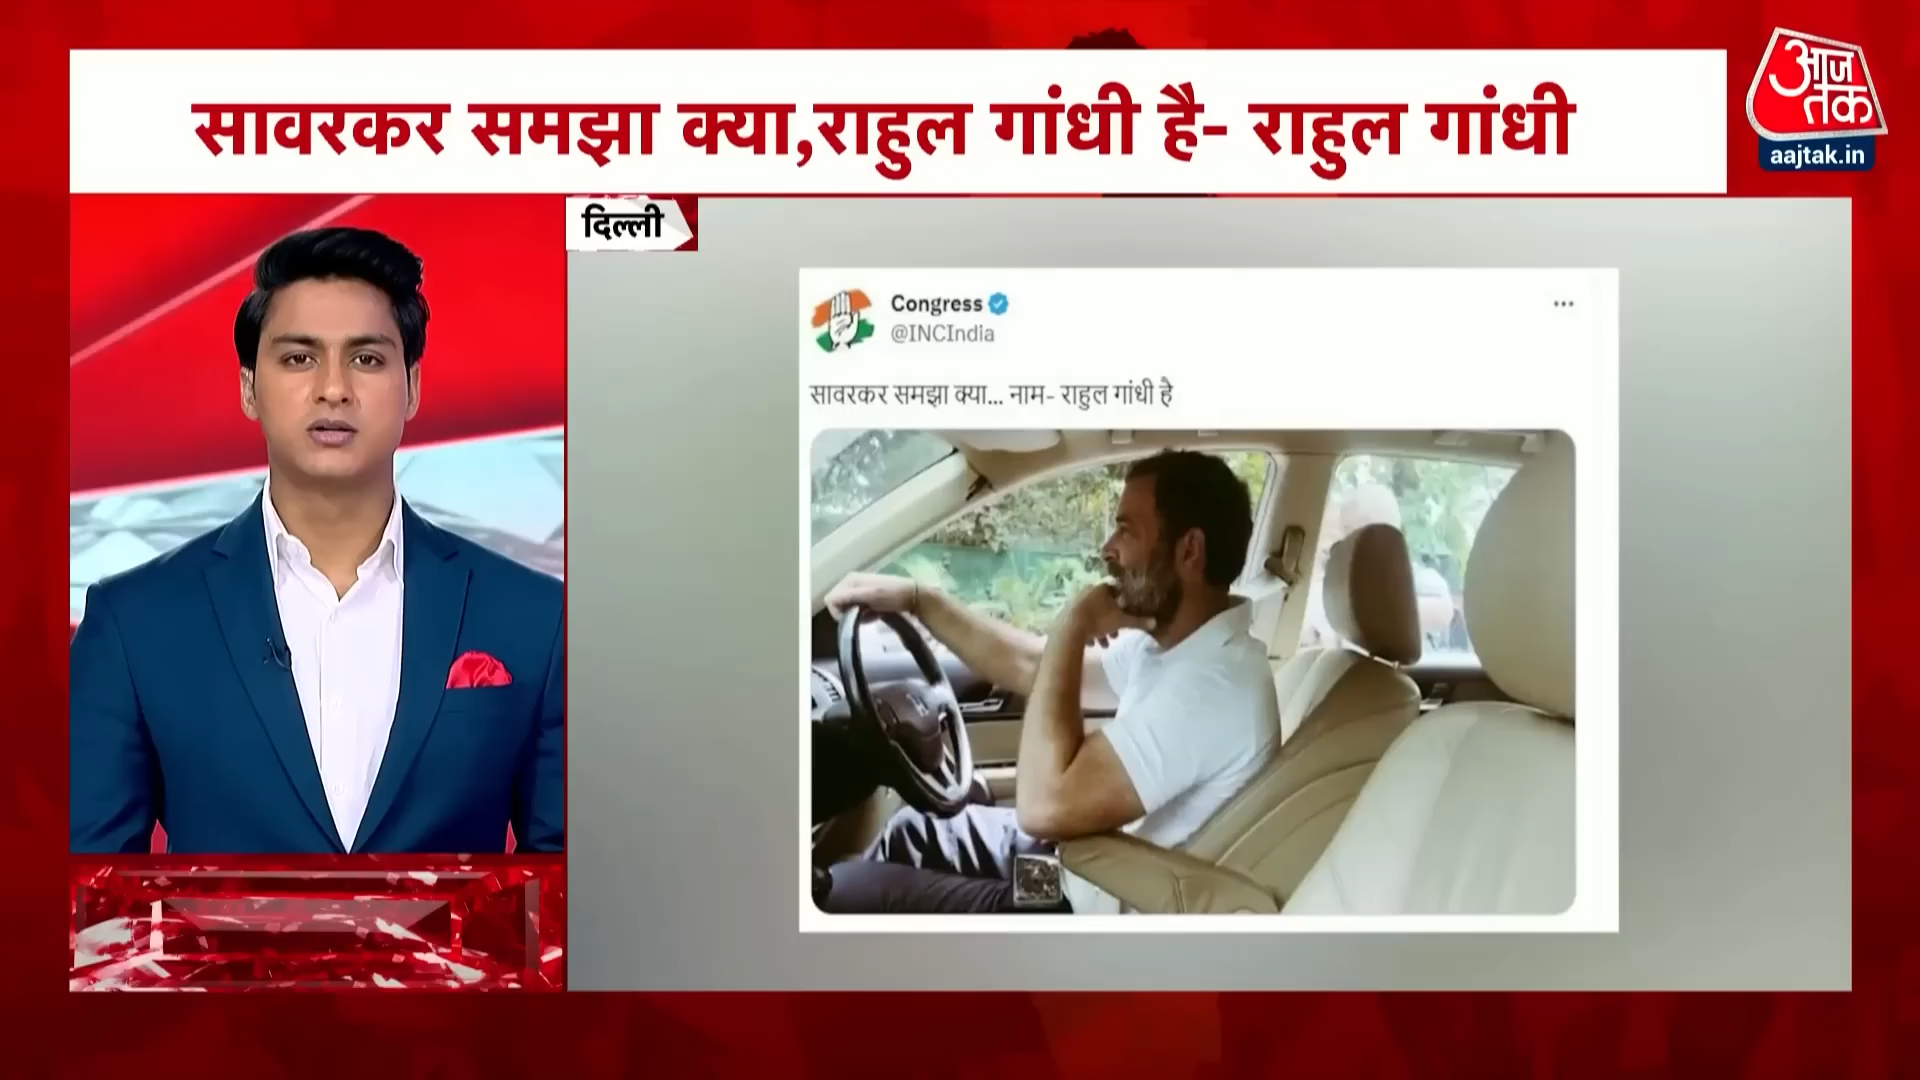 सावरकर समझा क्या,राहुल गांधी है- राहुल गांधी
आज
तक
aajtak.in
दिल्ली
Congress
@INCIndia
सावरकर समझा क्या... नाम- राहुल गांधी है